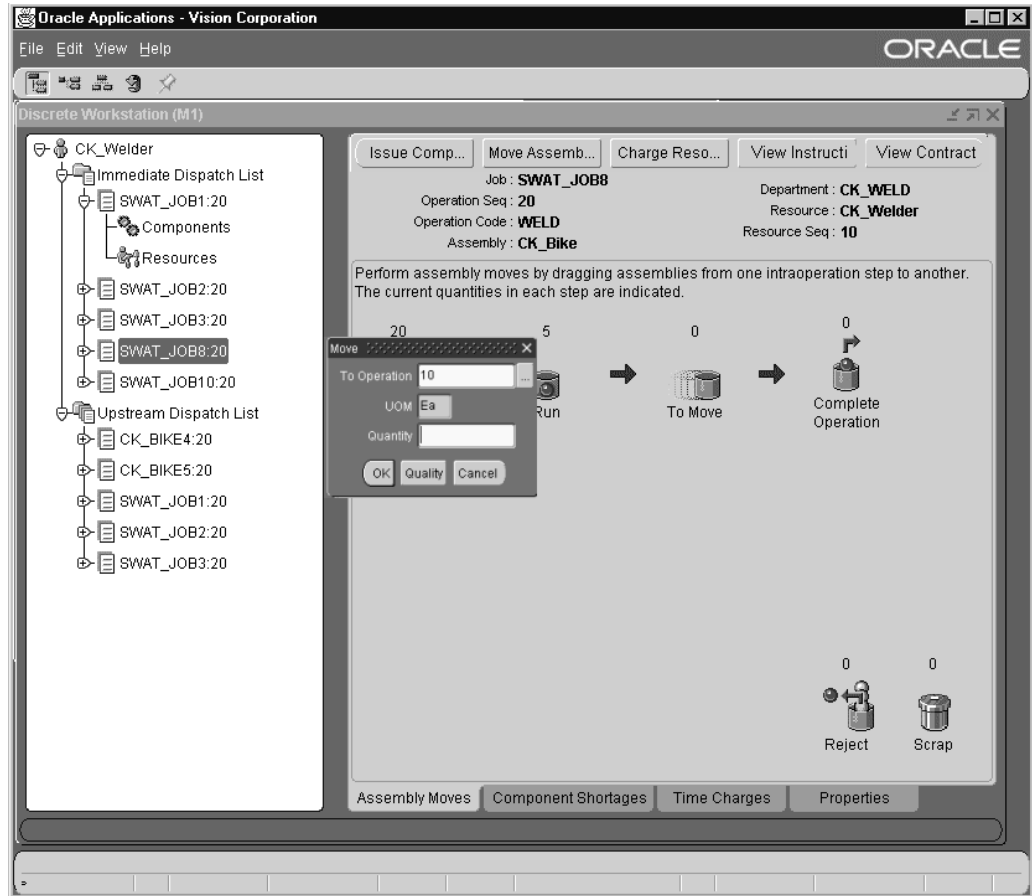 Oracle Applications - Vision Corporation
File Edit View Help
ORACLE
Discrete Workstation (M1)
CK_Welder
Immediate Dispatch List
SWAT_JOB1:20
Components
Resources
SWAT_JOB2:20
SWAT_JOB3:20
SWAT_JOB8:20
SWAT_JOB10:20
Upstream Dispatch List
CK_BIKE4:20
CK_BIKE5:20
SWAT_JOB1:20
SWAT_JOB2:20
SWAT_JOB3:20
Issue Comp... Move Assemb... Charge Reso... View Instructi View Contract
Job : SWAT_JOB8
Operation Seq : 20
Operation Code : WELD
Assembly : CK_Bike
Department : CK_WELD
Resource : CK_Welder
Resource Seq : 10
Perform assembly moves by dragging assemblies from one intraoperation step to another.
The current quantities in each step are indicated.
20 5 0 0
Run To Move Complete
Operation
Move
To Operation 10 ...
UOM Ea
Quantity
OK Quality Cancel
0 0
Reject Scrap
Assembly Moves Component Shortages Time Charges Properties